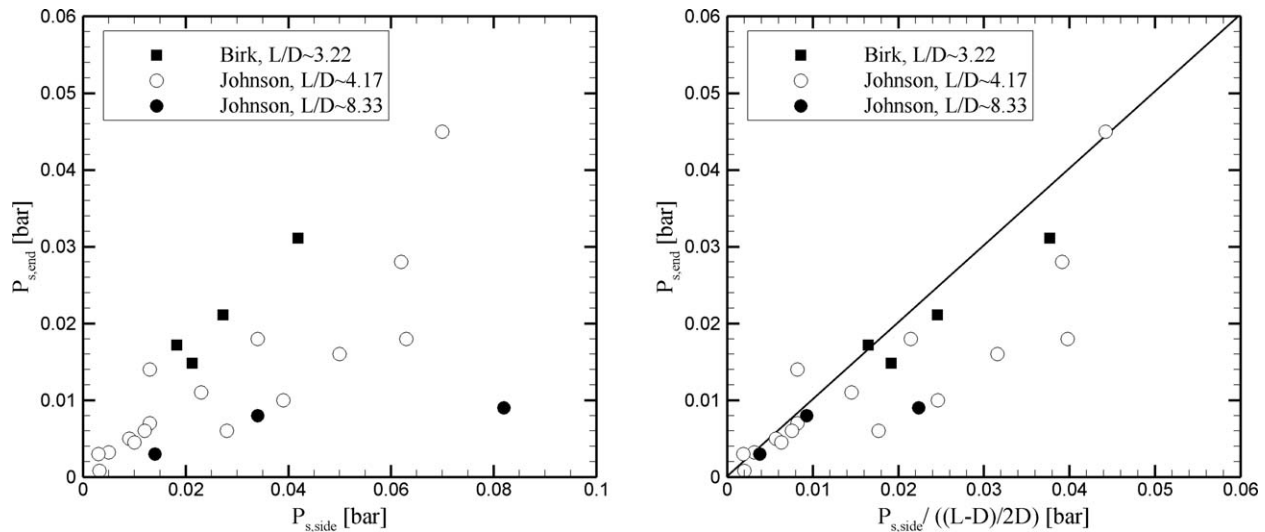 0.06
0.05
0.04
0.03
0.02
0.01
0
P_s,end [bar]
Birk, L/D~3.22
Johnson, L/D~4.17
Johnson, L/D~8.33
0 0.02 0.04 0.06 0.08 0.1
P_s,side [bar]
0.06
0.05
0.04
0.03
0.02
0.01
0
P_s,end [bar]
Birk, L/D~3.22
Johnson, L/D~4.17
Johnson, L/D~8.33
0 0.01 0.02 0.03 0.04 0.05 0.06
P_s,side/ ((L-D)/2D) [bar]